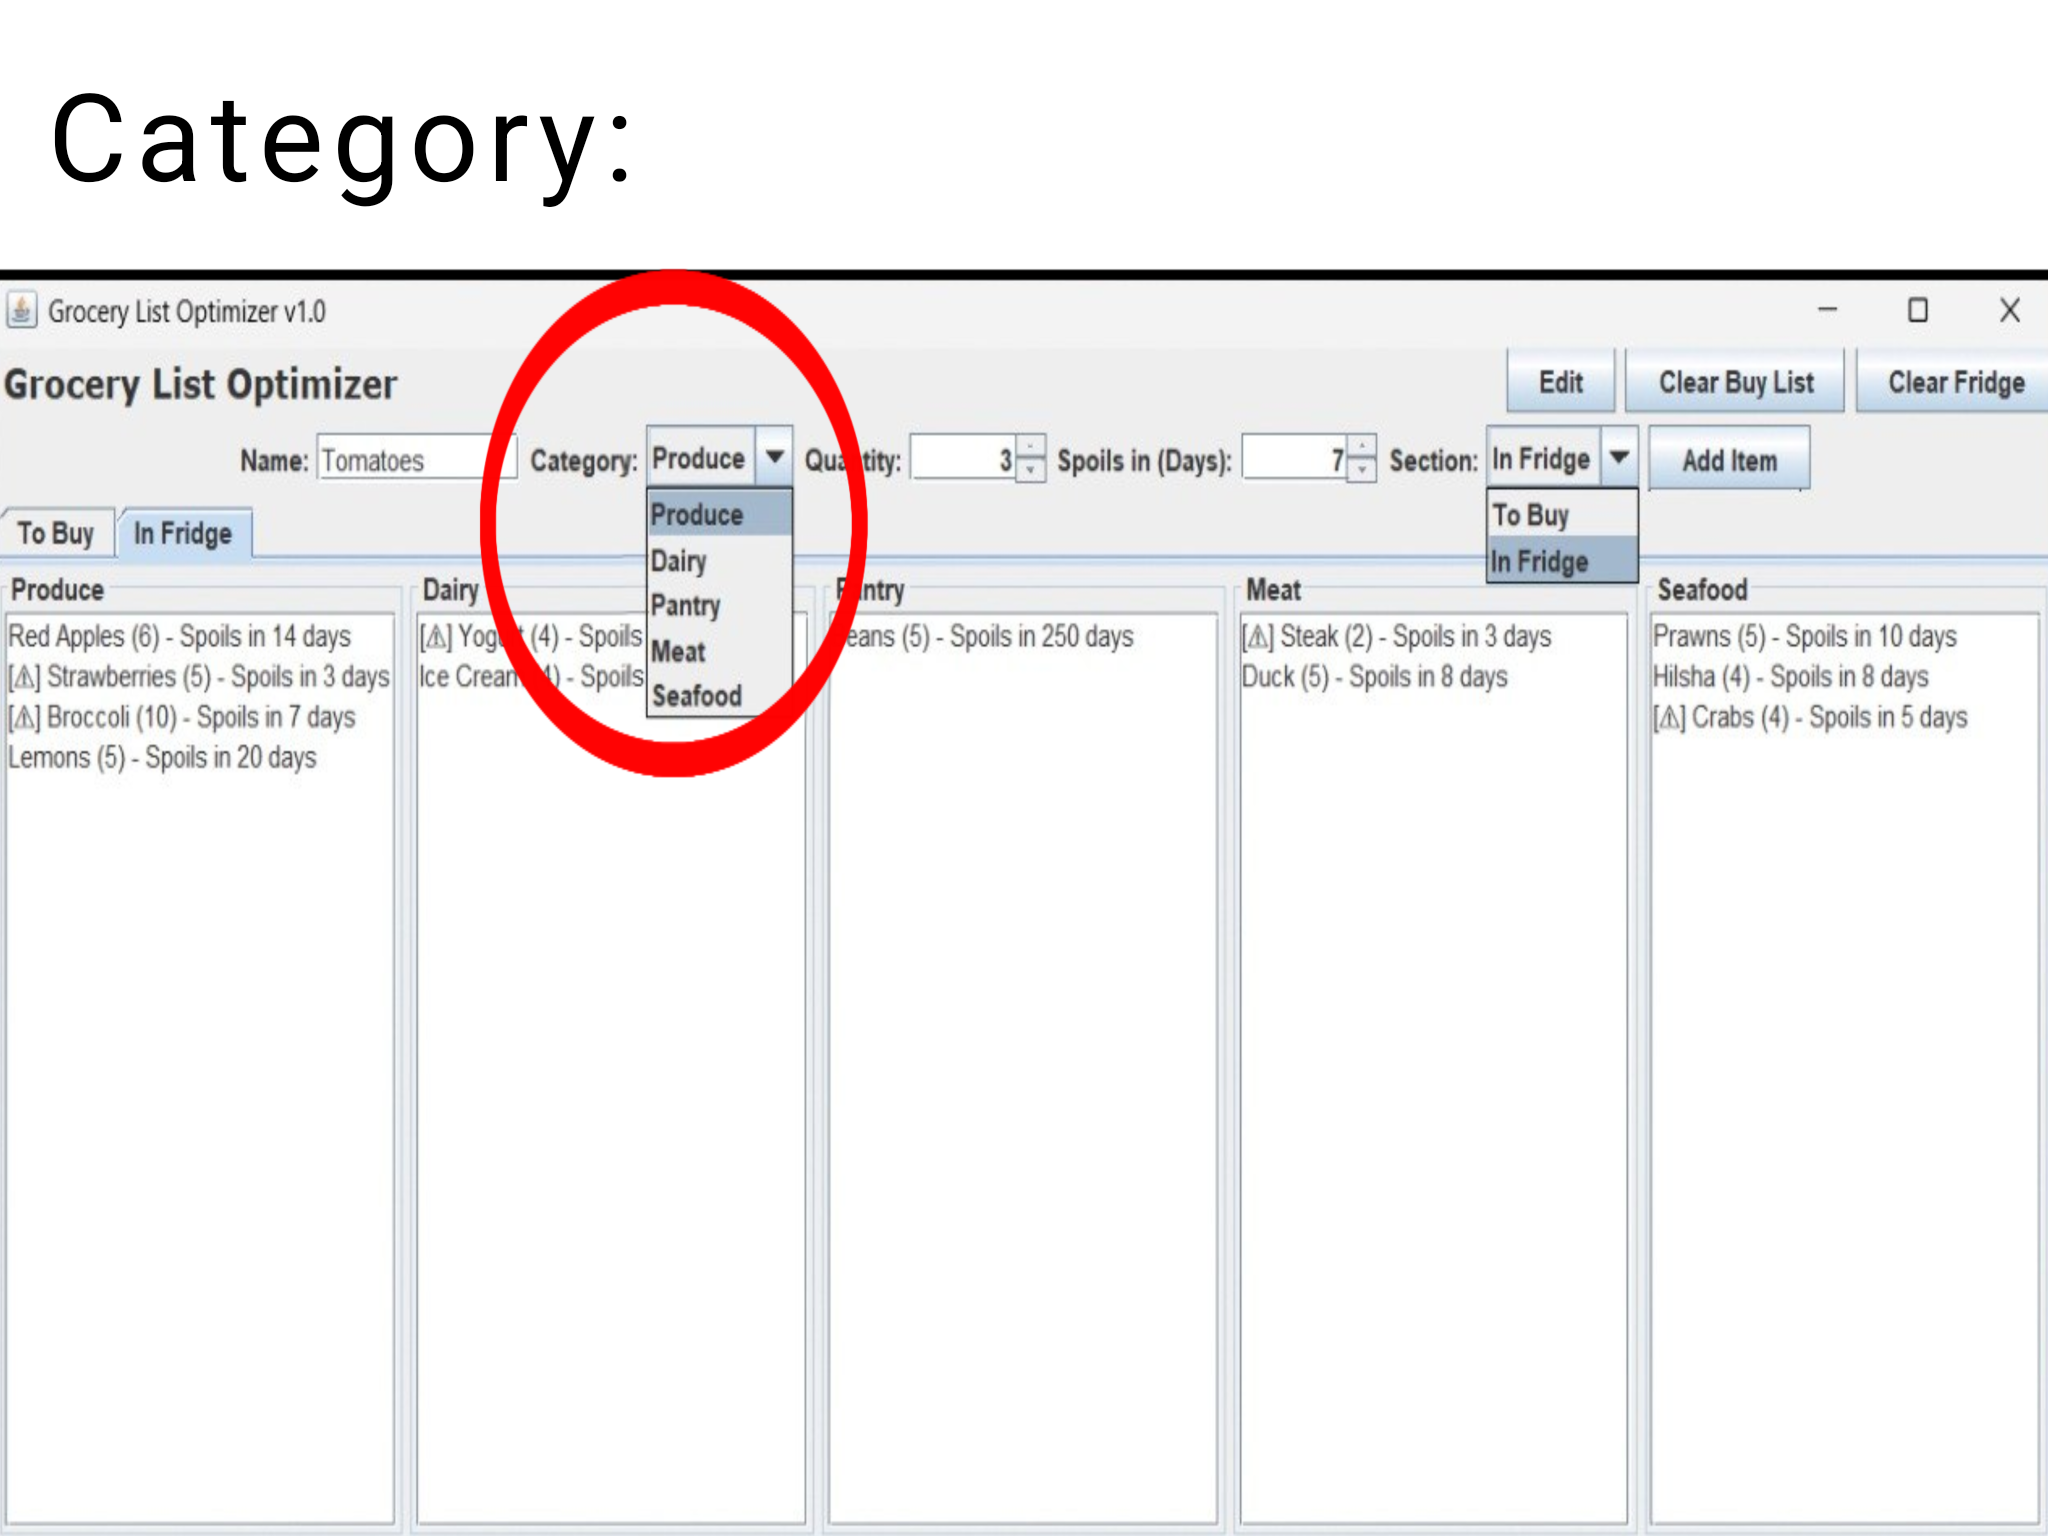 Category:
Grocery List Optimizer v1.0
Grocery List Optimizer
Edit
Clear Buy List
Clear Fridge
Name: Tomatoes
Category: Produce
Quantity: 3
Spoils in (Days): 7
Section: In Fridge
Add Item
Produce
Dairy
Pantry
Meat
Seafood
To Buy
In Fridge
To Buy
In Fridge
Produce
Red Apples (6) - Spoils in 14 days
[⚠] Strawberries (5) - Spoils in 3 days
[⚠] Broccoli (10) - Spoils in 7 days
Lemons (5) - Spoils in 20 days
Dairy
[⚠] Yogurt (4) - Spoils
Ice Cream (4) - Spoils
Pantry
(5) - Spoils in 250 days
Meat
[⚠] Steak (2) - Spoils in 3 days
Duck (5) - Spoils in 8 days
Seafood
Prawns (5) - Spoils in 10 days
Hilsha (4) - Spoils in 8 days
[⚠] Crabs (4) - Spoils in 5 days